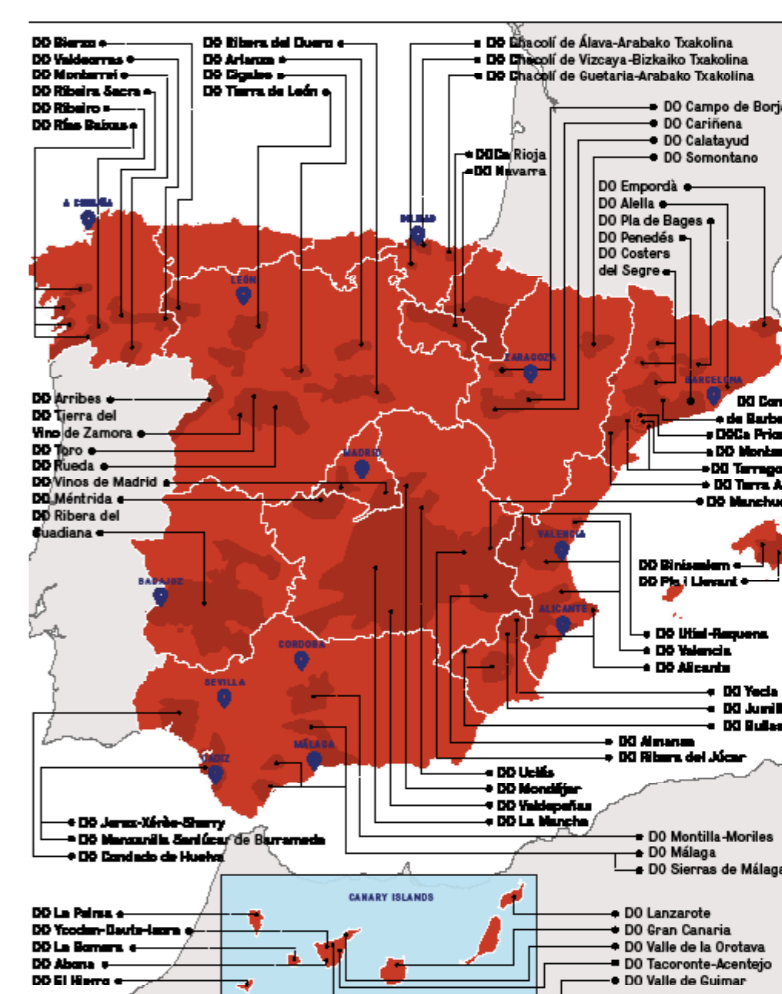 DO Bierzo
DO Valdeorras
DO Monterrei
DO Ribeira Sacra
DO Ribeiro
DO Rías Baixas
DO Ribera del Duero
DO Arlanza
DO Cigales
DO Tierra de León
DO Chacolí de Álava-Arabako Txakolina
DO Chacolí de Vizcaya-Bizkaiko Txakolina
DO Chacolí de Guetaria-Arabako Txakolina
DO Campo de Borja
DO Cariñena
DO Calatayud
DO Somontano
DOCa Rioja
DO Navarra
DO Empordà
DO Alella
DO Pla de Bages
DO Penedés
DO Costers
del Segre
A CORUÑA
BILBAO
LEÓN
ZARAGOZA
BARCELONA
MADRID
VALENCIA
BADAJOZ
ALICANTE
CORDOBA
SEVILLA
MÁLAGA
CÁDIZ
DO Arribes
DO Tierra del
Vino de Zamora
DO Toro
DO Rueda
DO Vinos de Madrid
DO Méntrida
DO Ribera del
Guadiana
DO
de
DOCa
DO
DO
DO Terra
DO
DO Binissalem
DO Pla i Llevant
DO Utiel-Requena
DO Valencia
DO Alicante
DO Yecla
DO
DO Bullas
DO Almansa
DO Ribera del Júcar
DO Uclés
DO Mondéjar
DO Valdepeñas
DO La Mancha
DO Jerez-Xérès-Sherry
DO Manzanilla Sanlúcar de Barrameda
DO Condado de Huelva
DO Montilla-Moriles
DO Málaga
DO Sierras de Málaga
CANARY ISLANDS
DO La Palma
DO Ycoden-Daute-Isora
DO La Gomera
DO Abona
DO El Hierro
DO Lanzarote
DO Gran Canaria
DO Valle de la Orotava
DO Tacoronte-Acentejo
DO Valle de Guimar